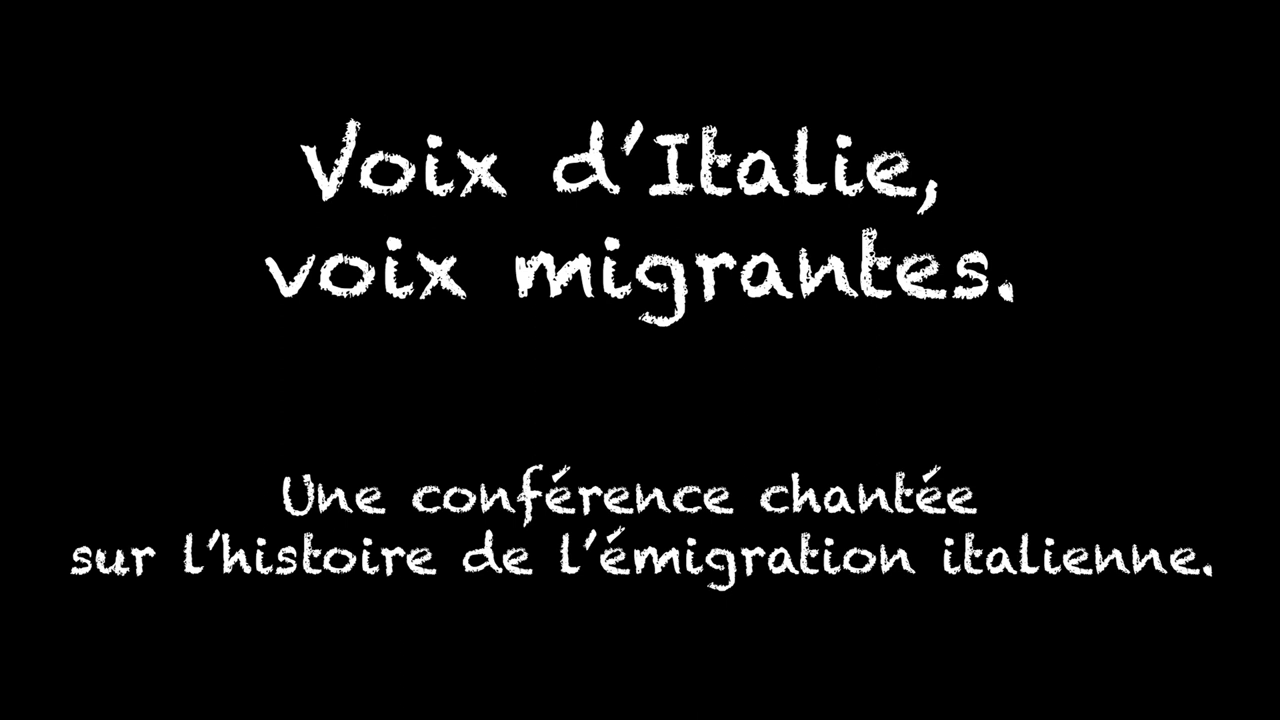 Voix d'Italie,
voix migrantes.
Une conférence chantée
sur l'histoire de l'émigration italienne.